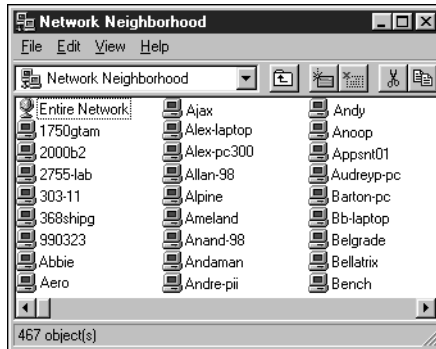 Network Neighborhood
File Edit View Help
Network Neighborhood
Entire Network
1750gtam
2000b2
2755-lab
303-11
368shipg
990323
Abbie
Aero
Ajax
Alex-laptop
Alex-pc300
Allan-98
Alpine
Ameland
Anand-98
Andaman
Andre-pii
Andy
Anoop
Appsnt01
Audreyp-pc
Barton-pc
Bb-laptop
Belgrade
Bellatrix
Bench
467 object(s)